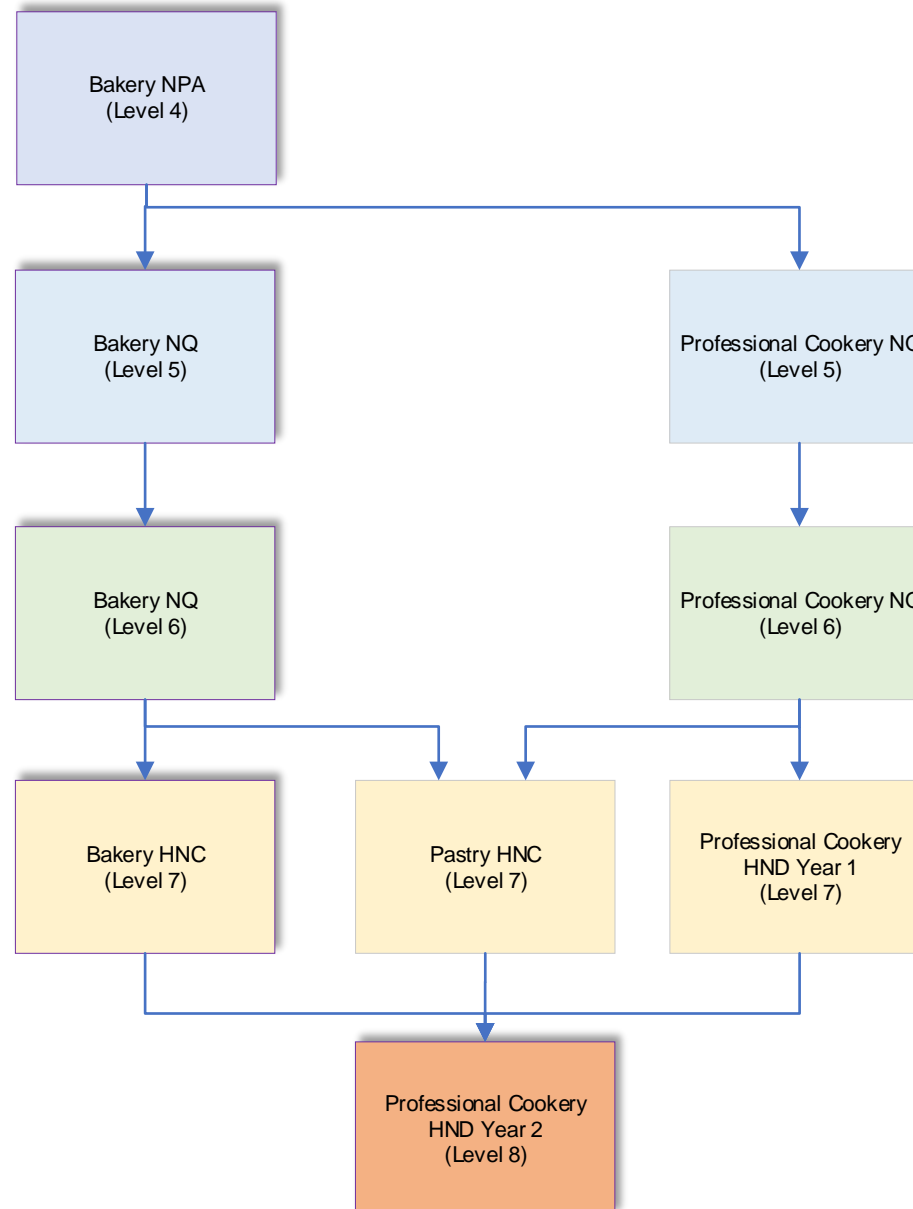 Bakery NPA
(Level 4)
Bakery NQ
(Level 5)
Professional Cookery NQ
(Level 5)
Bakery NQ
(Level 6)
Professional Cookery NQ
(Level 6)
Bakery HNC
(Level 7)
Pastry HNC
(Level 7)
Professional Cookery
HND Year 1
(Level 7)
Professional Cookery
HND Year 2
(Level 8)